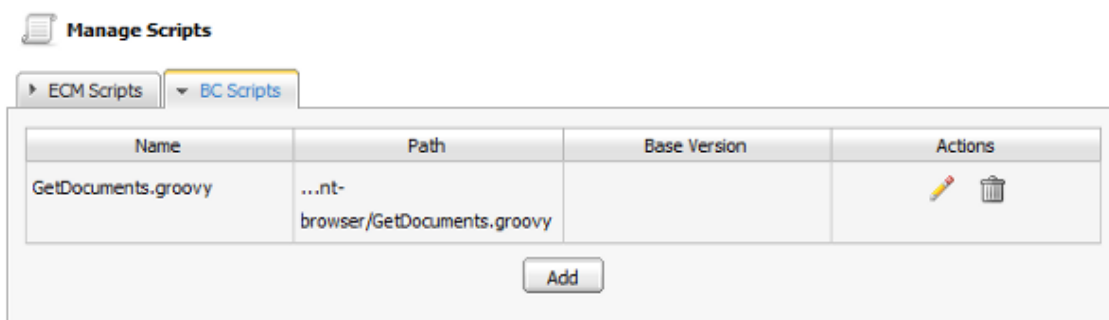 Manage Scripts
ECM Scripts BC Scripts
Name Path Base Version Actions
GetDocuments.groovy ...nt-
browser/GetDocuments.groovy
Add